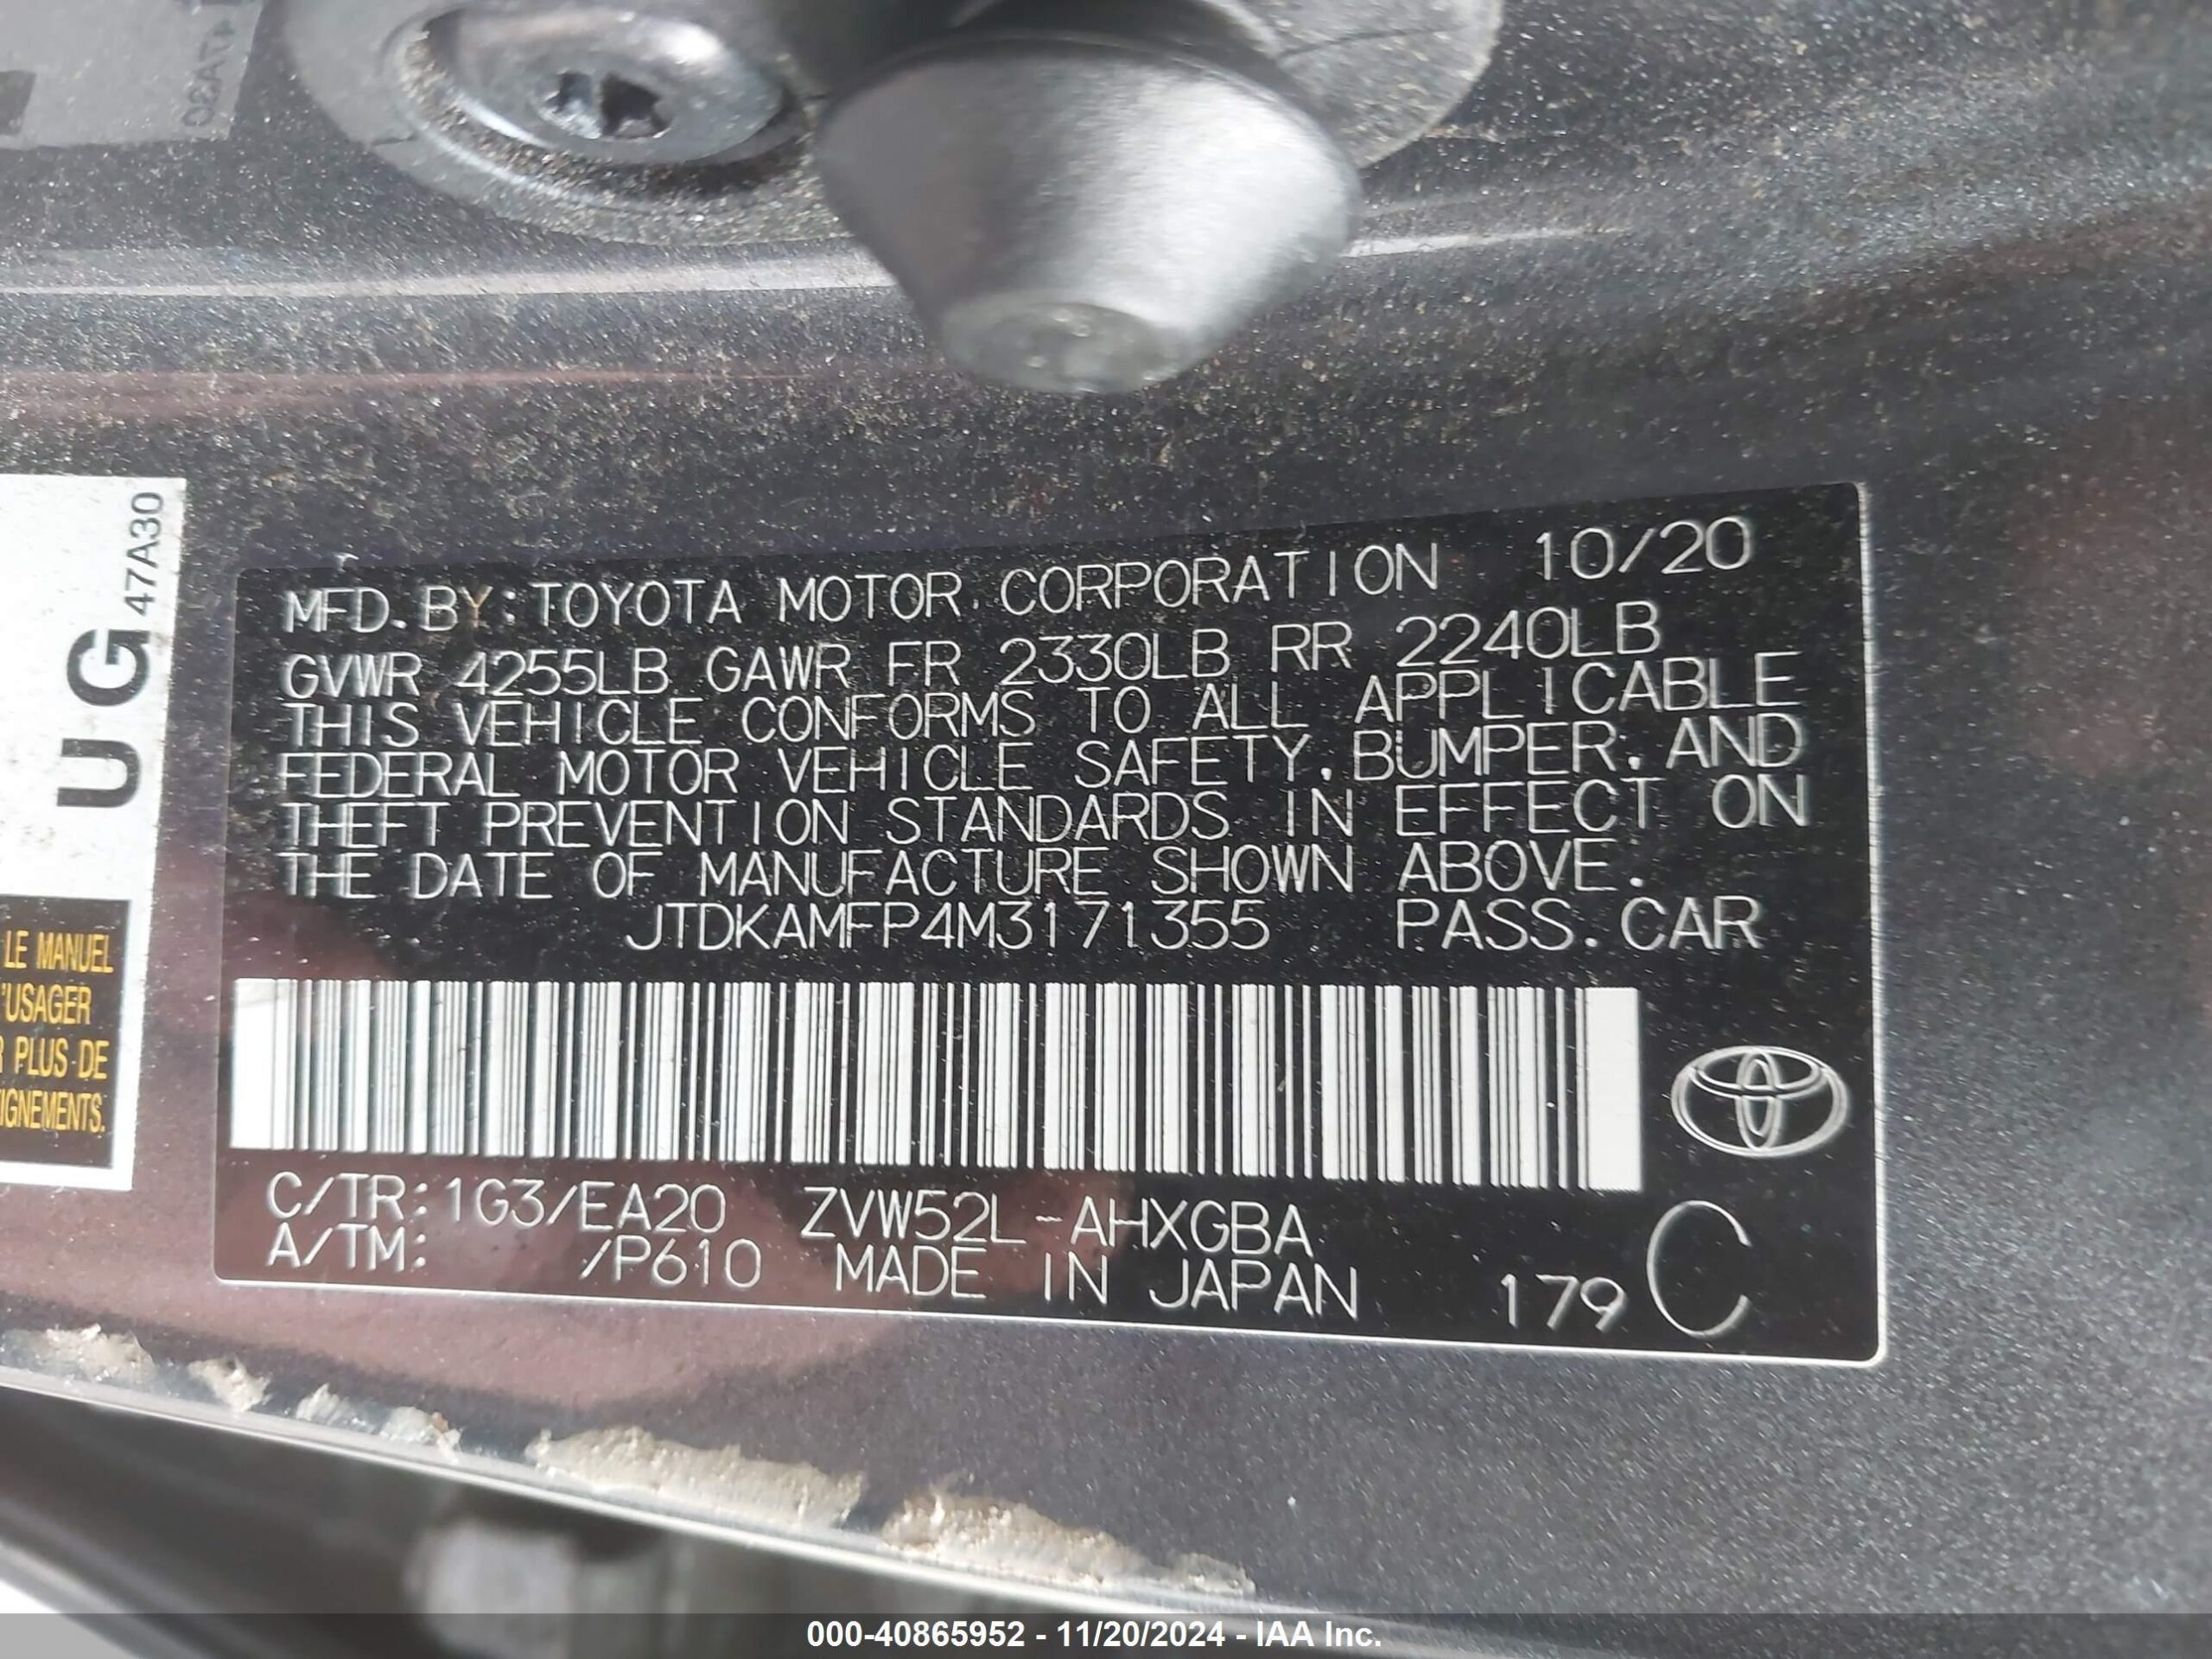 47A30
UG
LE MANUEL
'USAGER
R PLUS DE
IGNEMENTS.
MFD. BY: TOYOTA MOTOR CORPORATION 10/20
GVWR 4255LB GAWR FR 2330LB RR 2240LB
THIS VEHICLE CONFORMS TO ALL APPLICABLE
FEDERAL MOTOR VEHICLE SAFETY, BUMPER, AND
THEFT PREVENTION STANDARDS IN EFFECT ON
THE DATE OF MANUFACTURE SHOWN ABOVE.
JTDKAMFP4M3171355 PASS. CAR
C/TR: 1G3/EA20 ZVW52L-AHXGBA
A/TM: /P610 MADE IN JAPAN 179 C
000-40865952 - 11/20/2024 - IAA Inc.